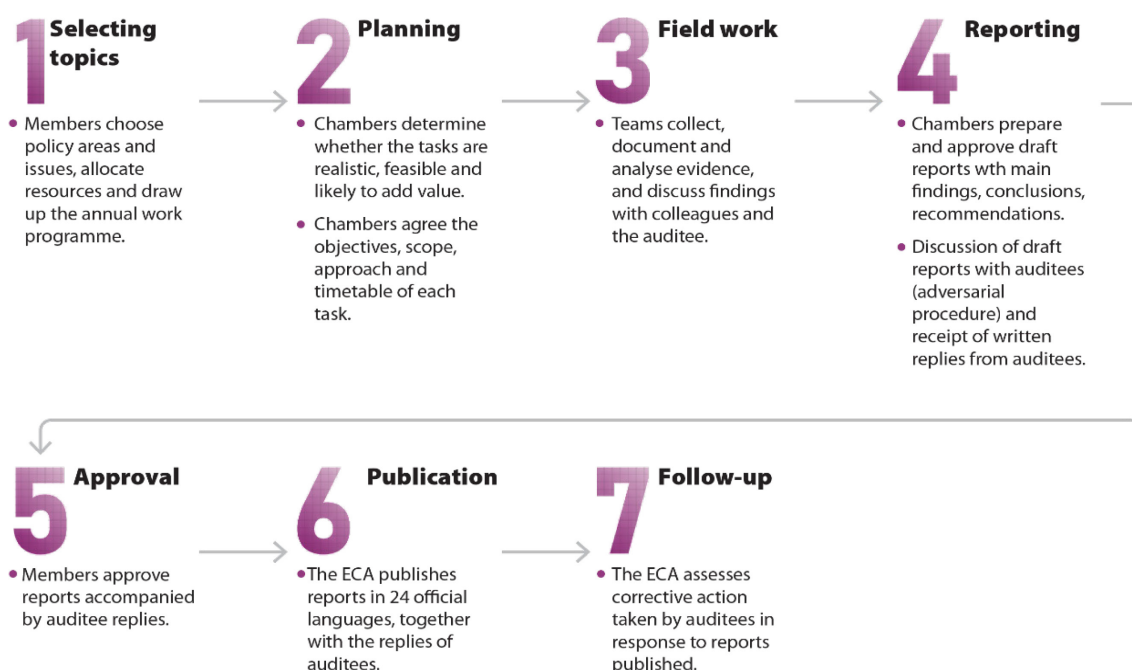 1 Selecting
topics
• Members choose
policy areas and
issues, allocate
resources and draw
up the annual work
programme.
2 Planning
• Chambers determine
whether the tasks are
realistic, feasible and
likely to add value.
• Chambers agree the
objectives, scope,
approach and
timetable of each
task.
3 Field work
• Teams collect,
document and
analyse evidence,
and discuss findings
with colleagues and
the auditee.
4 Reporting
• Chambers prepare
and approve draft
reports wth main
findings, conclusions,
recommendations.
• Discussion of draft
reports with auditees
(adversarial
procedure) and
receipt of written
replies from auditees.
5 Approval
• Members approve
reports accompanied
by auditee replies.
6 Publication
•The ECA publishes
reports in 24 official
languages, together
with the replies of
auditees.
7 Follow-up
• The ECA assesses
corrective action
taken by auditees in
response to reports
published.